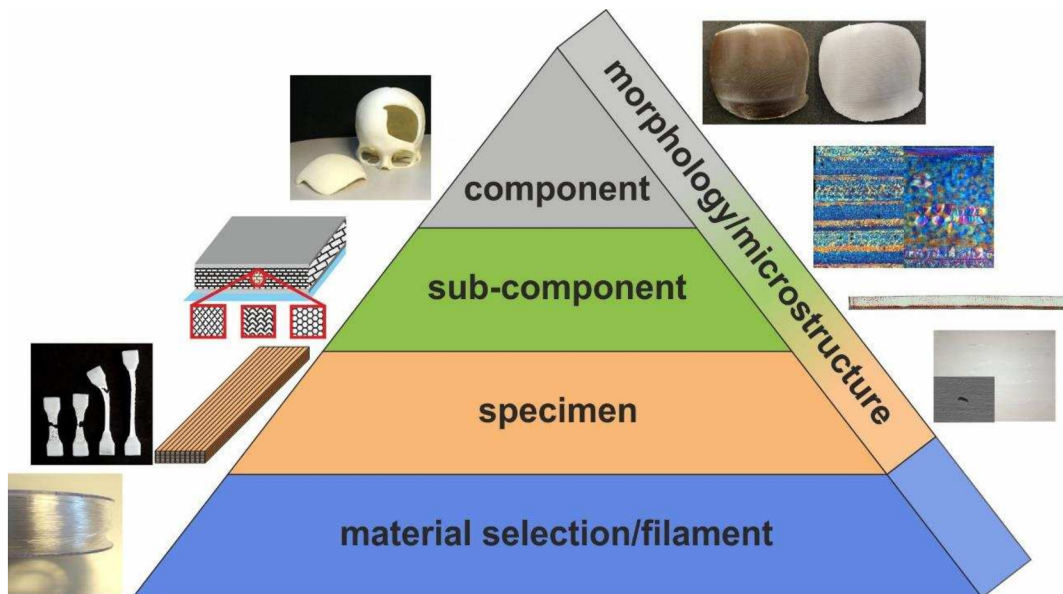 component
sub-component
specimen
material selection/filament
morphology/microstructure